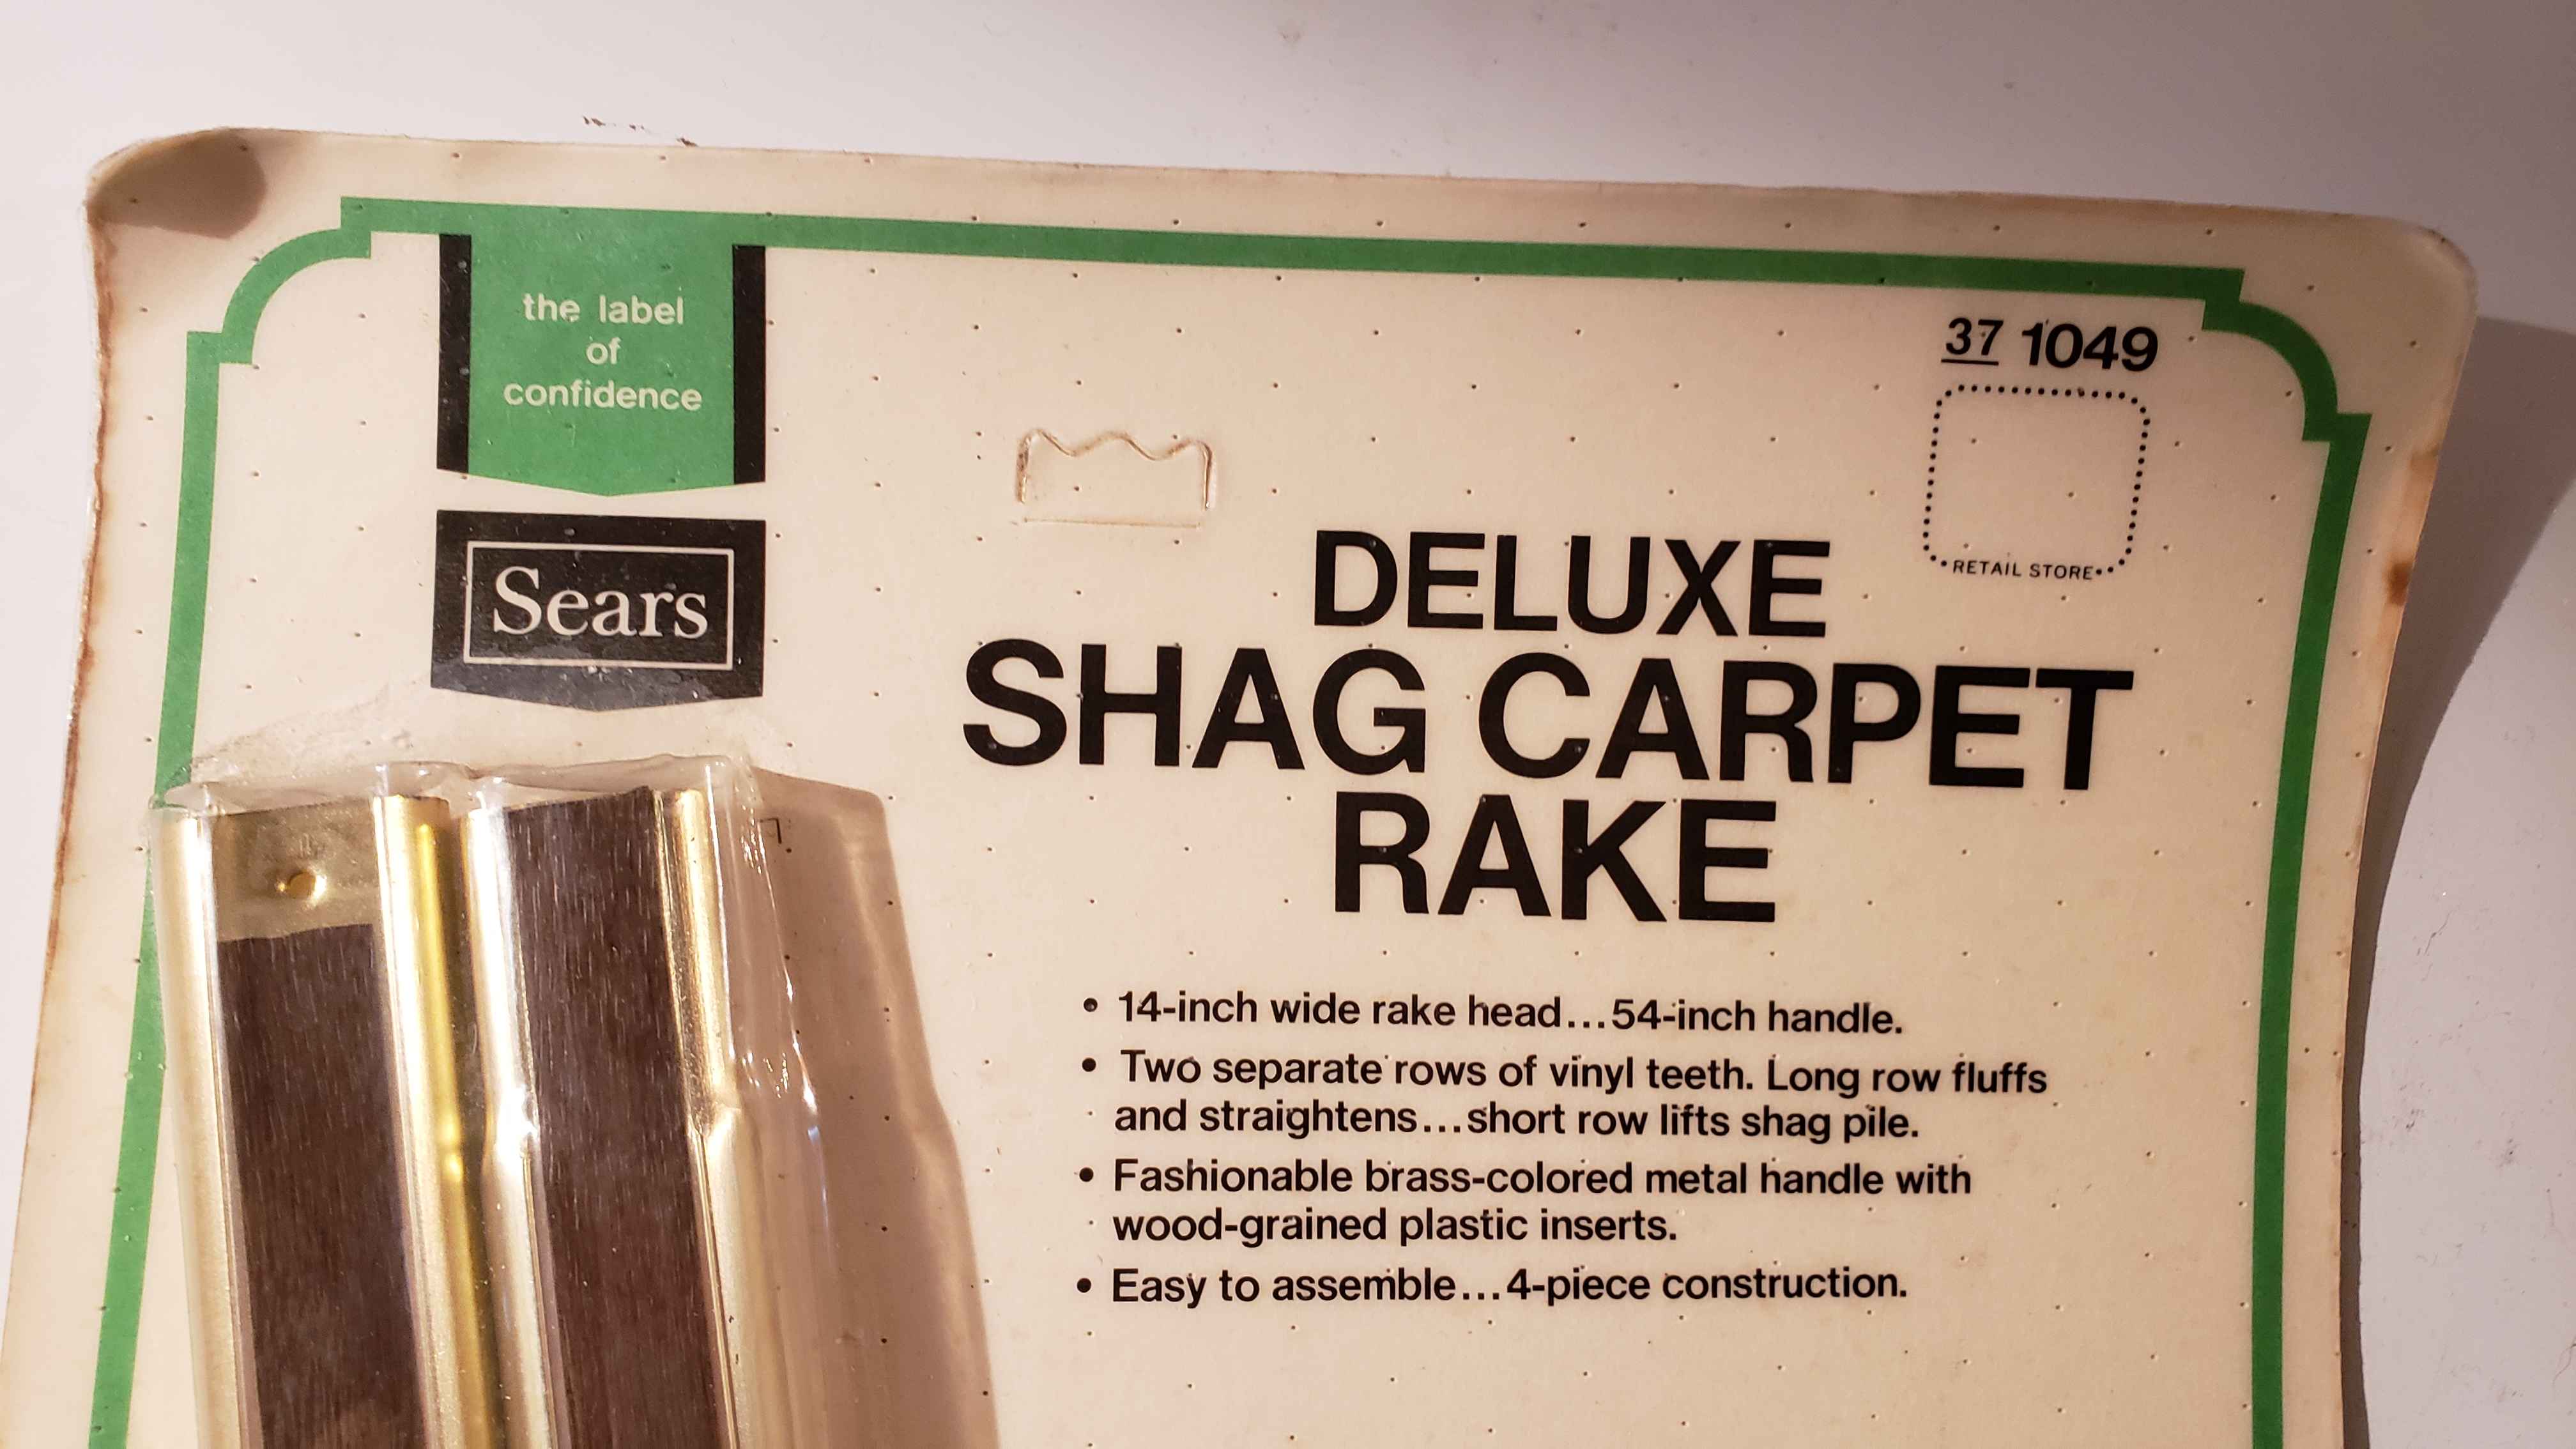 the label
of
confidence
Sears
37 1049
RETAIL STORE
DELUXE
SHAG CARPET
RAKE
• 14-inch wide rake head...54-inch handle.
• Two separate rows of vinyl teeth. Long row fluffs
and straightens...short row lifts shag pile.
• Fashionable brass-colored metal handle with
wood-grained plastic inserts.
• Easy to assemble...4-piece construction.